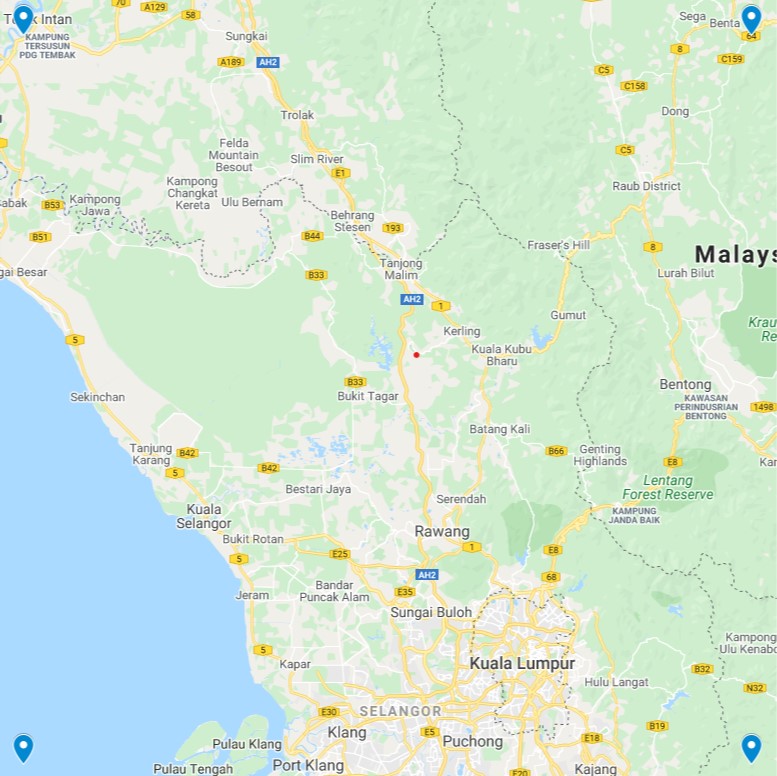 70
A129
Intan
58
Sega
Benta
64
KAMPUNG
TERSUSUN
PDG TEMBAK
Sungkai
8
A189
AH2
C159
C5
C158
Trolak
Dong
Felda
Mountain
Besout
C5
Slim River
E1
Kampong
Changkat
Kereta
Raub District
Kampong
Jawa
B53
abak
Ulu Bernam
Behrang
Stesen
193
B51
B44
Fraser's Hill
8
Malays
gai Besar
Tanjong
Malim
B33
Lurah Bilut
AH2
1
Gumut
Krau
Re
Kerling
5
Kuala Kubu
Bharu
B33
Bentong
Sekinchan
Bukit Tagar
KAWASAN
PERINDUSRIAN
BENTONG
1498
Batang Kali
Tanjung
Karang
B42
B66
Genting
Highlands
5
B42
E8
Kar
Lentang
Forest Reserve
Bestari Jaya
Serendah
Kuala
Selangor
KAMPUNG
JANDA BAIK
Rawang
Bukit Rotan
1
E25
E8
5
AH2
68
Jeram
Bandar
Puncak Alam
E35
Sungai Buloh
5
Kampong
Ulu Kenabo
Kapar
Kuala Lumpur
B32
Hulu Langat
N32
E30
SELANGOR
B19
Klang
E5
E18
Pulau Klang
Puchong
Pulau Tengah
Port Klang
E20
Kajang